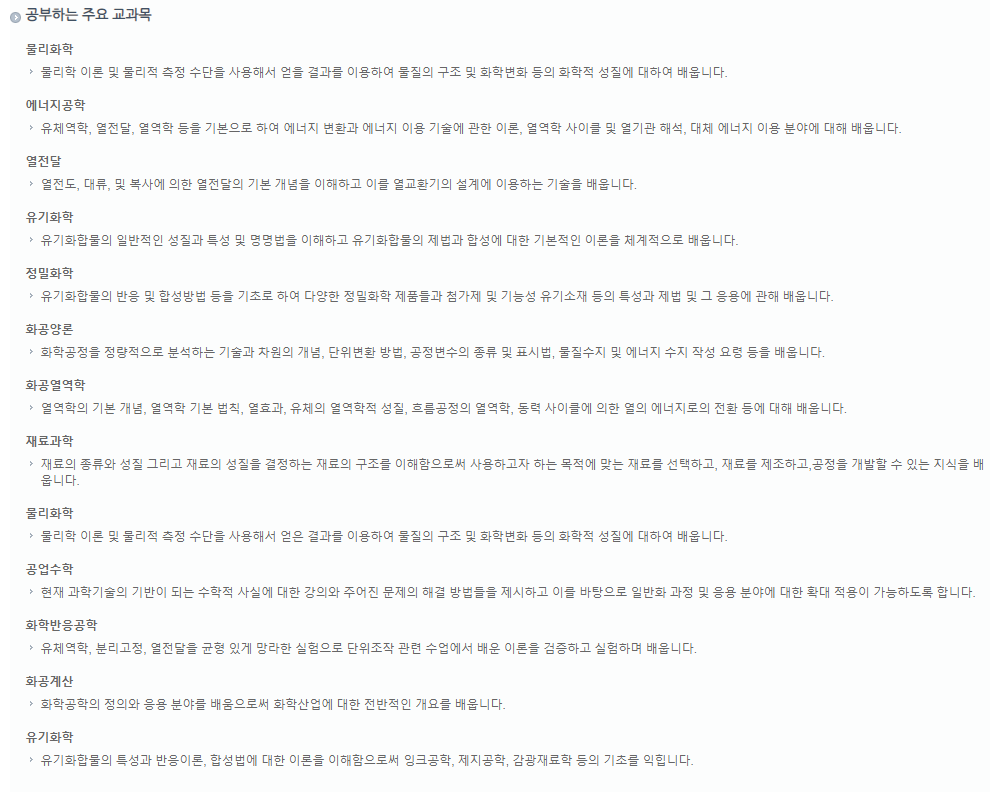 공부하는 주요 교과목
물리화학
물리학 이론 및 물리적 측정 수단을 사용해서 얻을 결과를 이용하여 물질의 구조 및 화학변화 등의 화학적 성질에 대하여 배웁니다.
에너지공학
유체역학, 열전달, 열역학 등을 기본으로 하여 에너지 변환과 에너지 이용 기술에 관한 이론, 열역학 사이클 및 열기관 해석, 대체 에너지 이용 분야에 대해 배웁니다.
열전달
열전도, 대류, 및 복사에 의한 열전달의 기본 개념을 이해하고 이를 열교환기의 설계에 이용하는 기술을 배웁니다.
유기화학
유기화합물의 일반적인 성질과 특성 및 명명법을 이해하고 유기화합물의 제법과 합성에 대한 기본적인 이론을 체계적으로 배웁니다.
정밀화학
유기화합물의 반응 및 합성방법 등을 기초로 하여 다양한 정밀화학 제품들과 첨가제 및 기능성 유기소재 등의 특성과 제법 및 그 응용에 관해 배웁니다.
화공양론
화학공정을 정량적으로 분석하는 기술과 차원의 개념, 단위변환 방법, 공정변수의 종류 및 표시법, 물질수지 및 에너지 수지 작성 요령 등을 배웁니다.
화공열역학
열역학의 기본 개념, 열역학 기본 법칙, 열효과, 유체의 열역학적 성질, 흐름공정의 열역학, 동력 사이클에 의한 열의 에너지로의 전환 등에 대해 배웁니다.
재료과학
재료의 종류와 성질 그리고 재료의 성질을 결정하는 재료의 구조를 이해함으로써 사용하고자 하는 목적에 맞는 재료를 선택하고, 재료를 제조하고,공정을 개발할 수 있는 지식을 배
웁니다.
물리화학
물리학 이론 및 물리적 측정 수단을 사용해서 얻은 결과를 이용하여 물질의 구조 및 화학변화 등의 화학적 성질에 대하여 배웁니다.
공업수학
현재 과학기술의 기반이 되는 수학적 사실에 대한 강의와 주어진 문제의 해결 방법들을 제시하고 이를 바탕으로 일반화 과정 및 응용 분야에 대한 확대 적용이 가능하도록 합니다.
화학반응공학
유체역학, 분리고정, 열전달을 균형 있게 망라한 실험으로 단위조작 관련 수업에서 배운 이론을 검증하고 실험하며 배웁니다.
화공계산
화학공학의 정의와 응용 분야를 배움으로써 화학산업에 대한 전반적인 개요를 배웁니다.
유기화학
유기화합물의 특성과 반응이론, 합성법에 대한 이론을 이해함으로써 잉크공학, 제지공학, 감광재료학 등의 기초를 익힙니다.